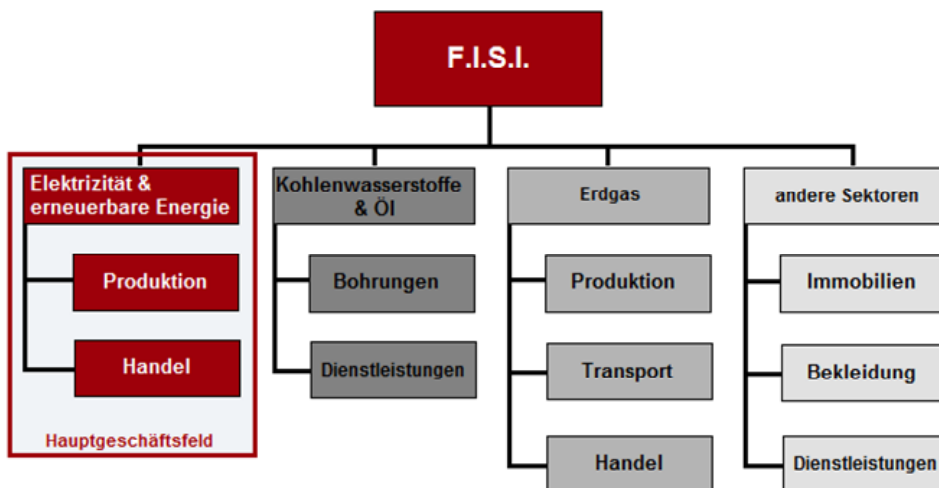 F.I.S.I.
Elektrizität &
erneuerbare Energie
Produktion
Handel
Hauptgeschäftsfeld
Kohlenwasserstoffe
& Öl
Bohrungen
Dienstleistungen
Erdgas
Produktion
Transport
Handel
andere Sektoren
Immobilien
Bekleidung
Dienstleistungen